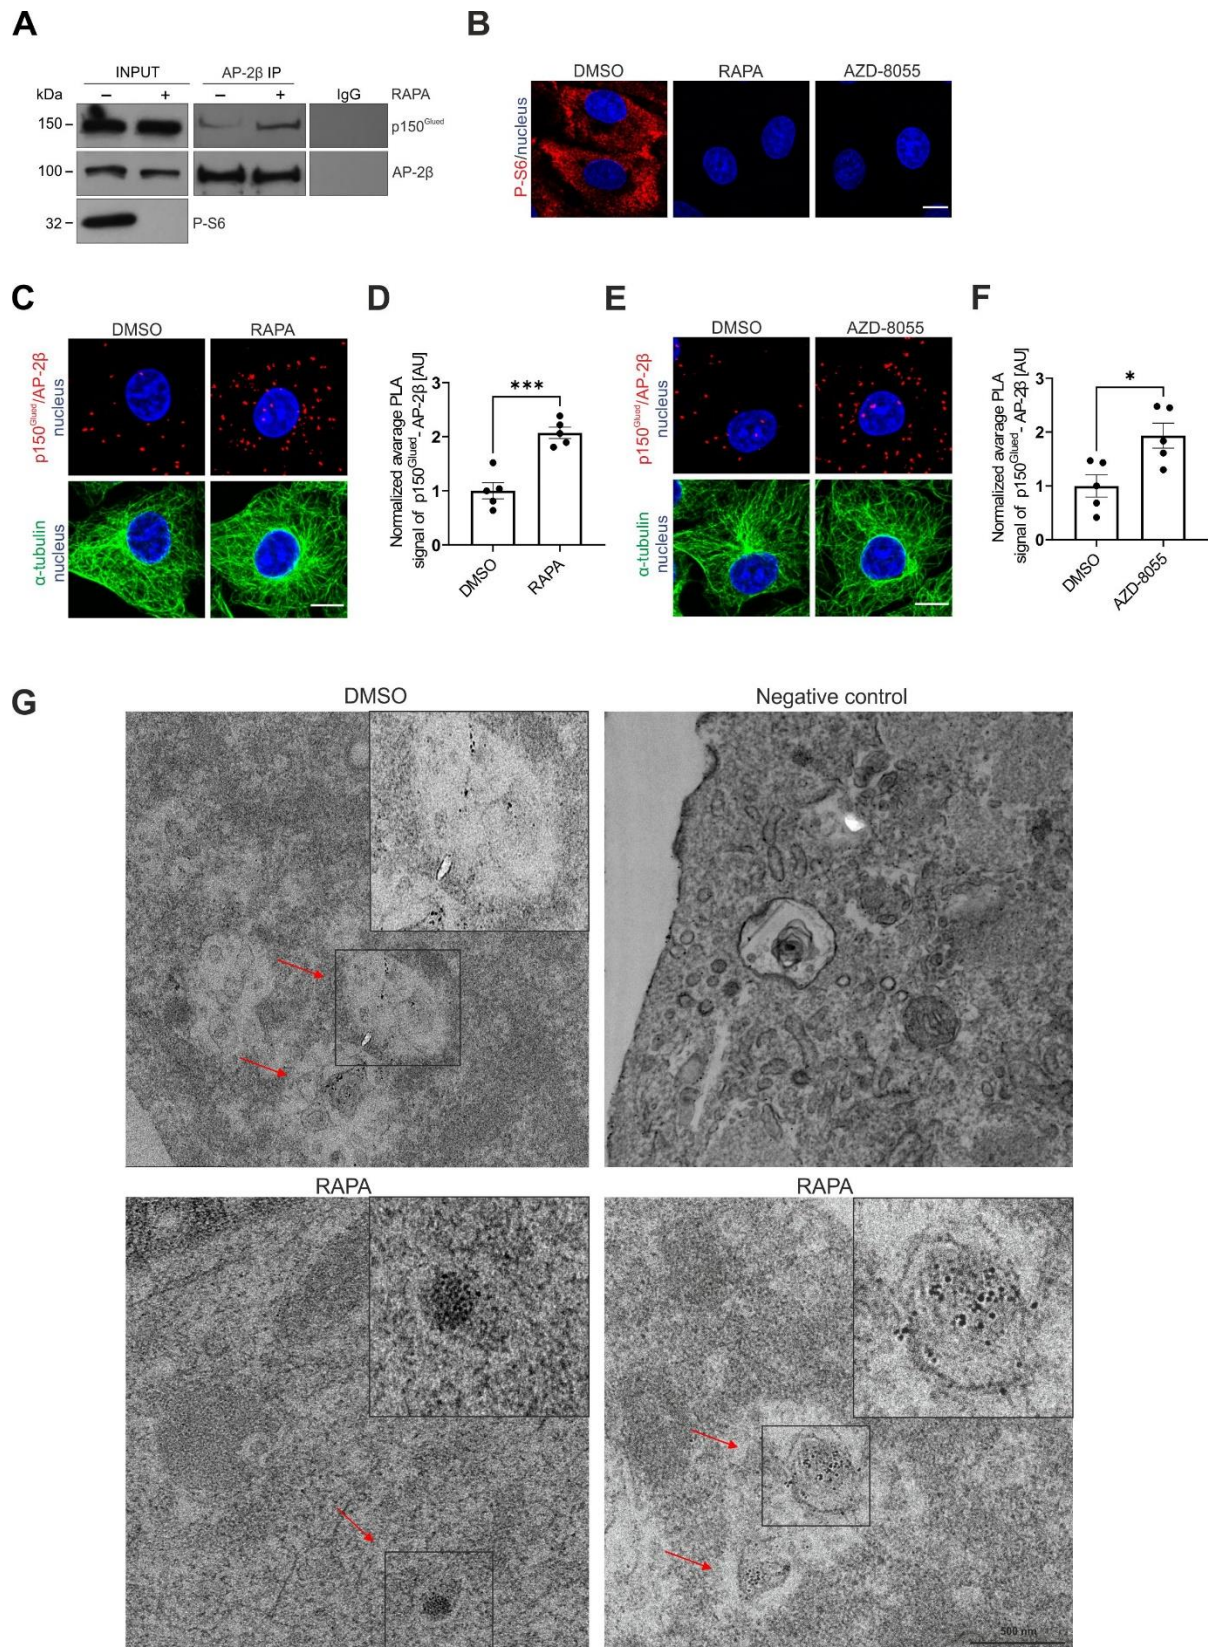 A
INPUT AP-2β IP
kDa − + − + IgG RAPA
150 p150Glued
100 AP-2β
32 P-S6
B
DMSO RAPA AZD-8055
P-S6/nucleus
C
DMSO RAPA
p150Glued/AP-2β
nucleus
α-tubulin
nucleus
D
Normalized avarage PLA
signal of p150Glued- AP-2β [AU]
3
2
1
0
***
DMSO
RAPA
E
DMSO AZD-8055
p150Glued/AP-2β
nucleus
α-tubulin
nucleus
F
Normalized avarage PLA
signal of p150Glued- AP-2β [AU]
3
2
1
0
*
DMSO
AZD-8055
G
DMSO Negative control
RAPA RAPA
500 nm